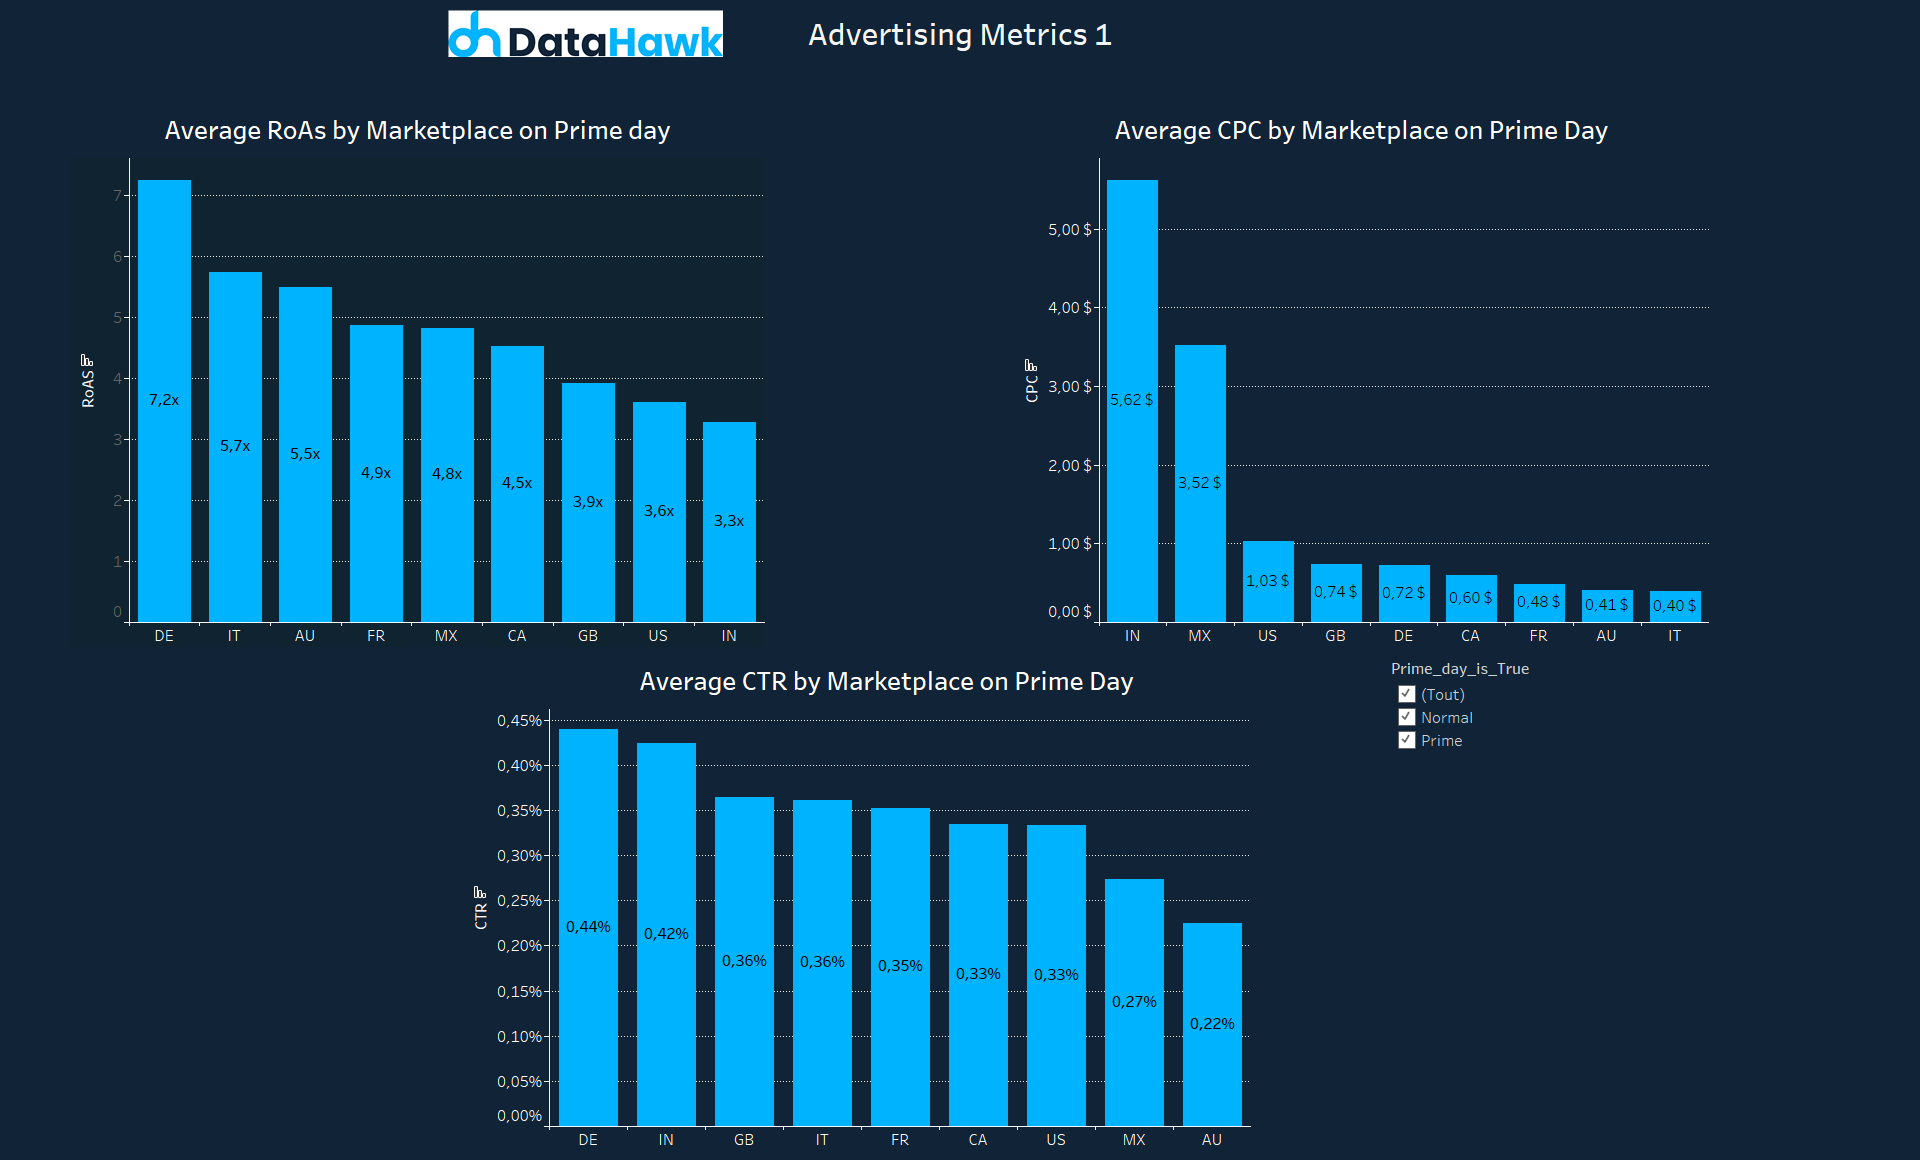 DataHawk
Advertising Metrics 1
Average RoAs by Marketplace on Prime day
RoAS
7
6
5
4
3
2
1
0
7,2x
5,7x
5,5x
4,9x
4,8x
4,5x
3,9x
3,6x
3,3x
DE IT AU FR MX CA GB US IN
Average CPC by Marketplace on Prime Day
CPC
5,00 $
4,00 $
3,00 $
2,00 $
1,00 $
0,00 $
5,62 $
3,52 $
1,03 $
0,74 $
0,72 $
0,60 $
0,48 $
0,41 $
0,40 $
IN MX US GB DE CA FR AU IT
Prime_day_is_True
(Tout)
Normal
Prime
Average CTR by Marketplace on Prime Day
CTR
0,45%
0,40%
0,35%
0,30%
0,25%
0,20%
0,15%
0,10%
0,05%
0,00%
0,44%
0,42%
0,36%
0,36%
0,35%
0,33%
0,33%
0,27%
0,22%
DE IN GB IT FR CA US MX AU